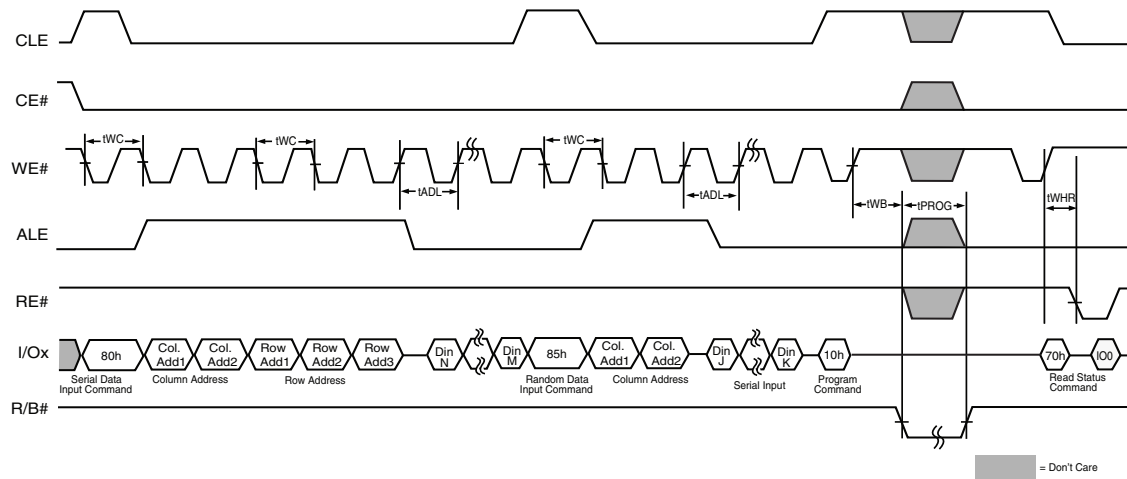 CLE
CE#
tWC
tWC
tWC
WE#
tADL
tADL
tWB
tPROG
tWHR
ALE
RE#
I/Ox
80h
Col. Add1
Col. Add2
Row Add1
Row Add2
Row Add3
Din N
Din M
85h
Col. Add1
Col. Add2
Din J
Din K
10h
70h
IO0
Serial Data Input Command
Column Address
Row Address
Random Data Input Command
Column Address
Serial Input
Program Command
Read Status Command
R/B#
= Don't Care